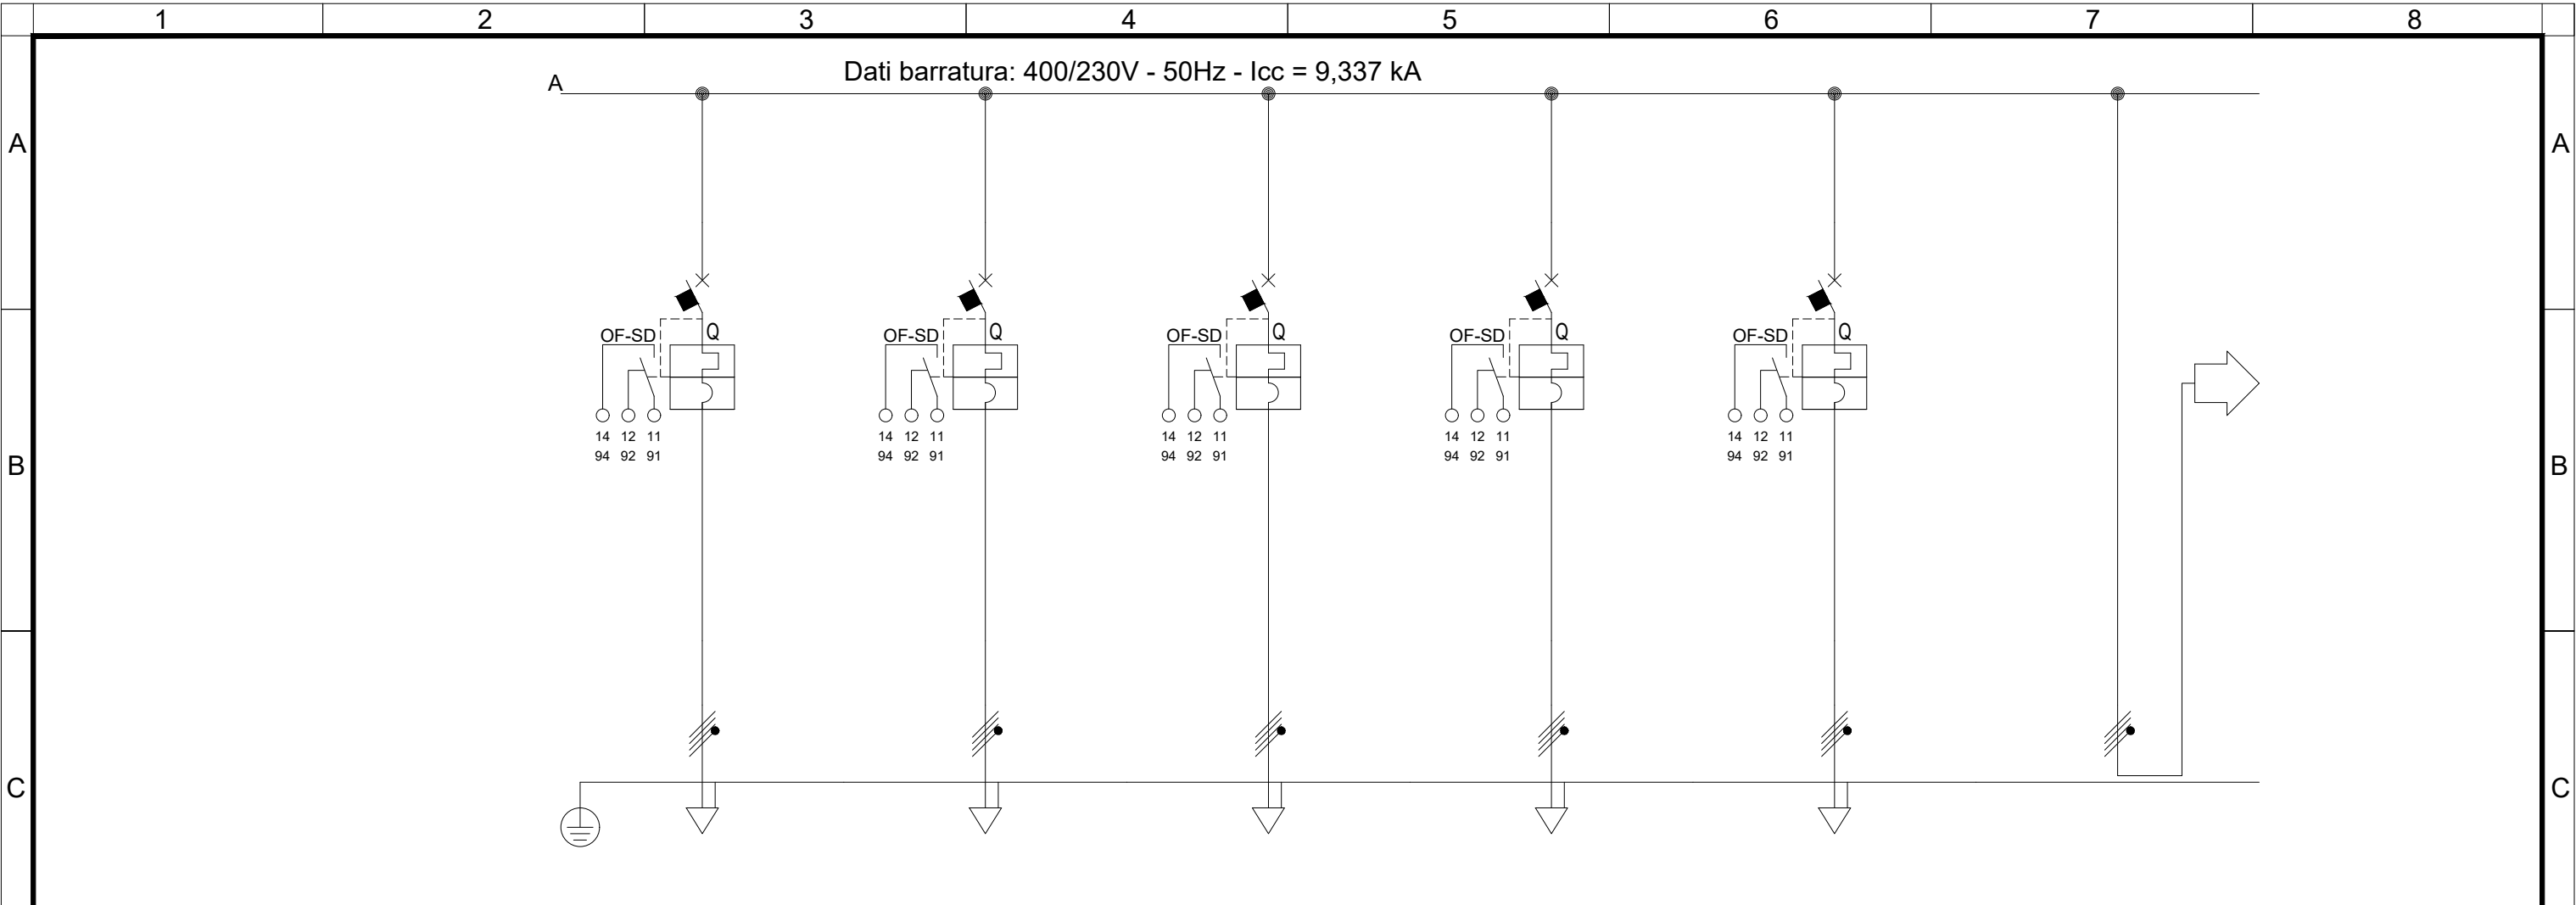 1 2 3 4 5 6 7 8
Dati barratura: 400/230V - 50Hz - Icc = 9,337 kA
A
A A
OF-SD Q OF-SD Q OF-SD Q OF-SD Q OF-SD Q
14 12 11 14 12 11 14 12 11 14 12 11 14 12 11
94 92 91 94 92 91 94 92 91 94 92 91 94 92 91
B B
C C